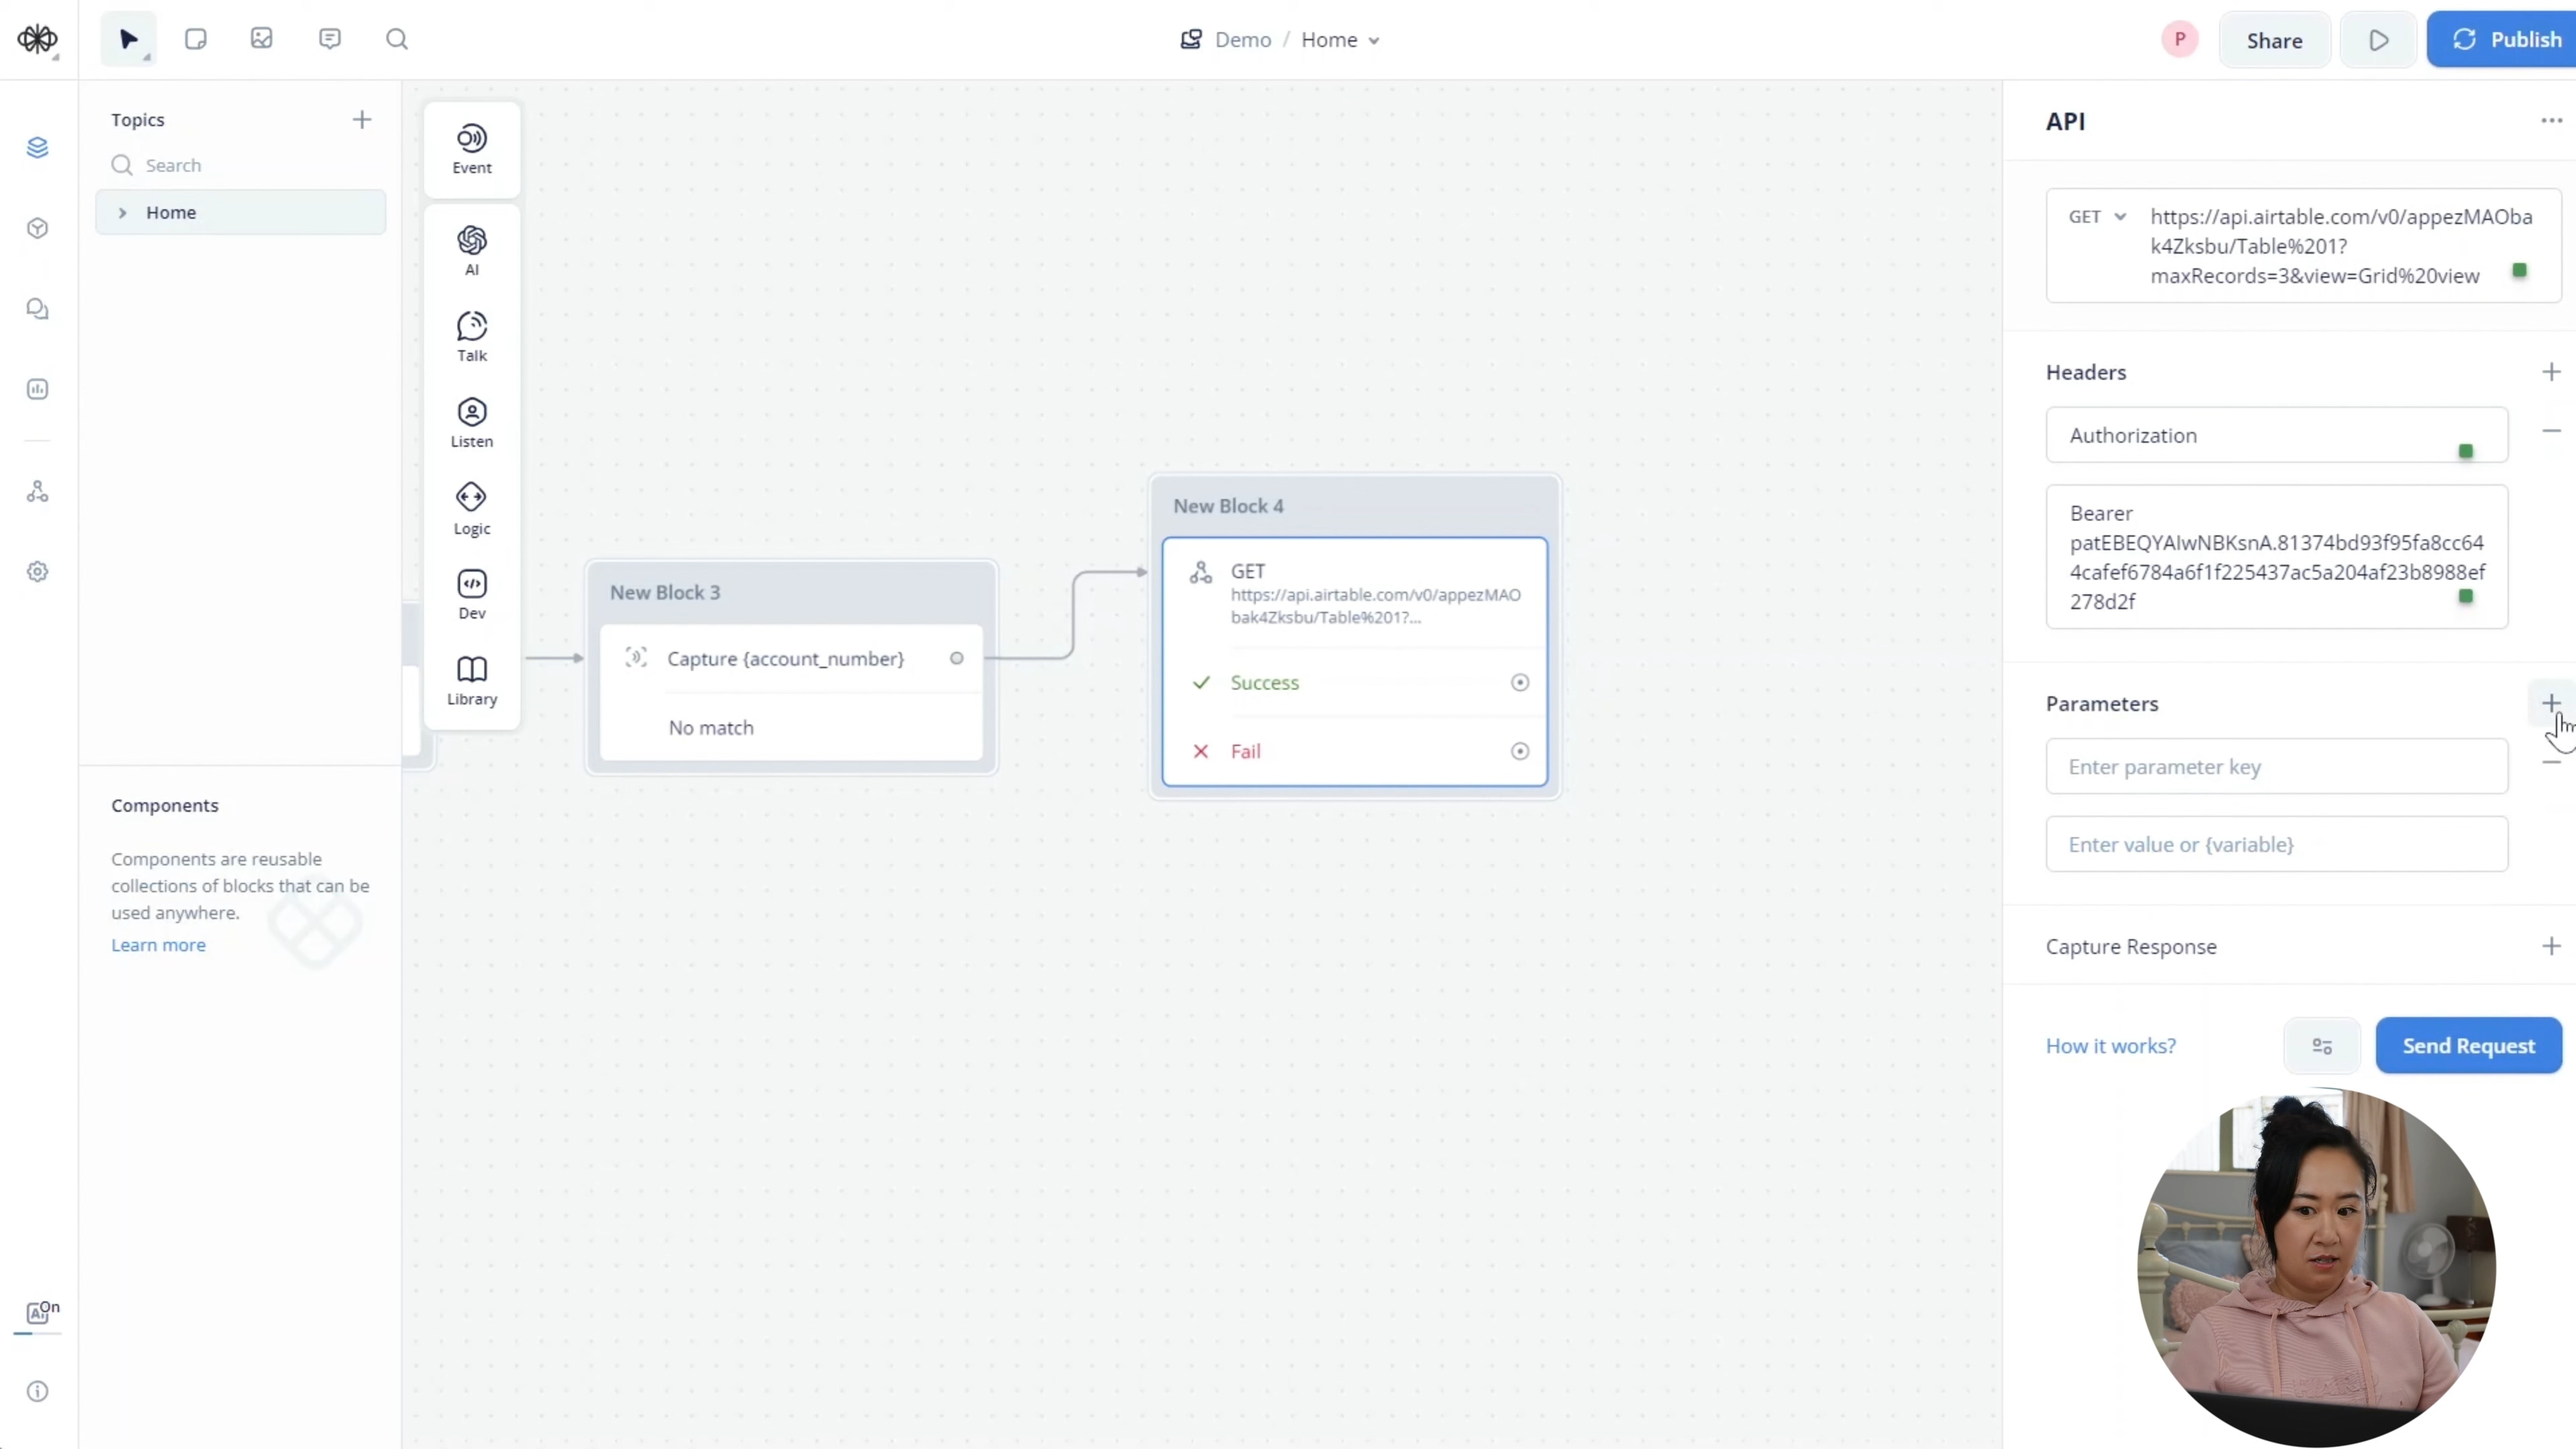 Demo / Home
P
Share
Publish
Topics
Search
Home
Event
AI
Talk
Listen
Logic
Dev
Library
Components
Components are reusable
collections of blocks that can be
used anywhere.
Learn more
On
New Block 3
Capture {account_number}
No match
New Block 4
GET
https://api.airtable.com/v0/appezMAO
bak4Zksbu/Table%201?...
Success
Fail
API
GET
https://api.airtable.com/v0/appezMAOba
k4Zksbu/Table%201?
maxRecords=3&view=Grid%20view
Headers
Authorization
Bearer
patEBEQYAIwNBKsnA.81374bd93f95fa8cc64
4cafef6784a6f1f225437ac5a204af23b8988ef
278d2f
Parameters
Enter parameter key
Enter value or {variable}
Capture Response
How it works?
Send Request